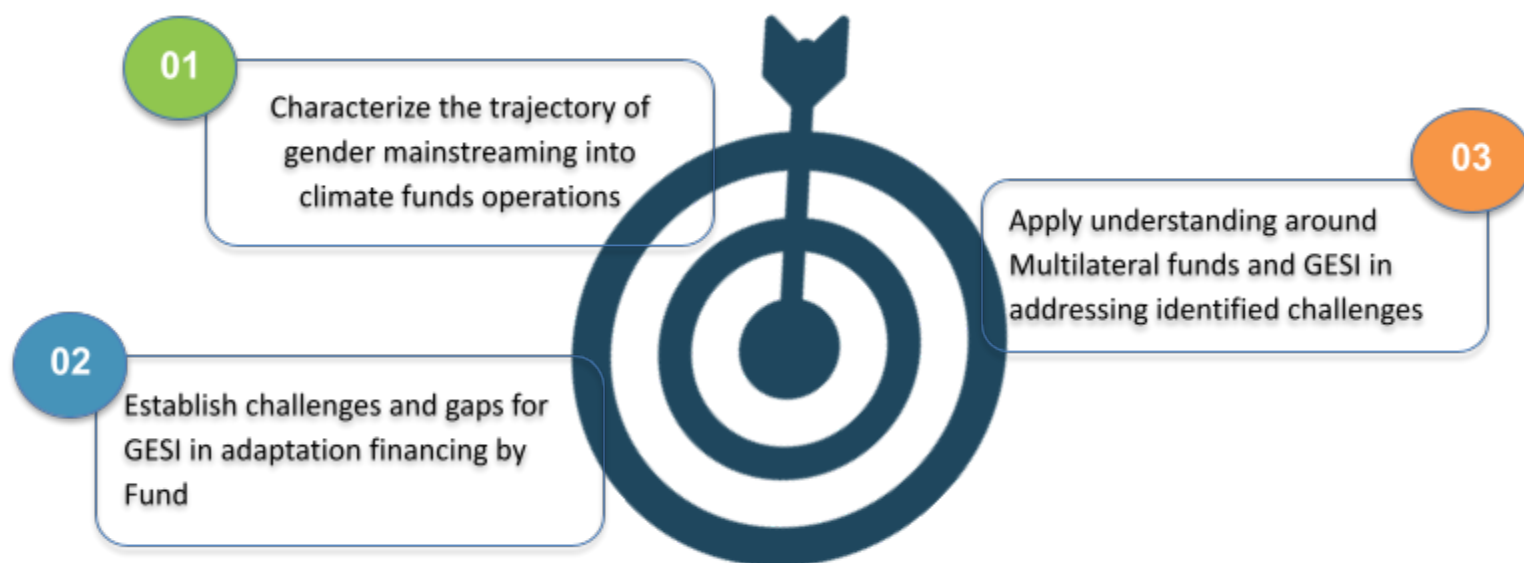 01
Characterize the trajectory of
gender mainstreaming into
climate funds operations
02
Establish challenges and gaps for
GESI in adaptation financing by
Fund
03
Apply understanding around
Multilateral funds and GESI in
addressing identified challenges